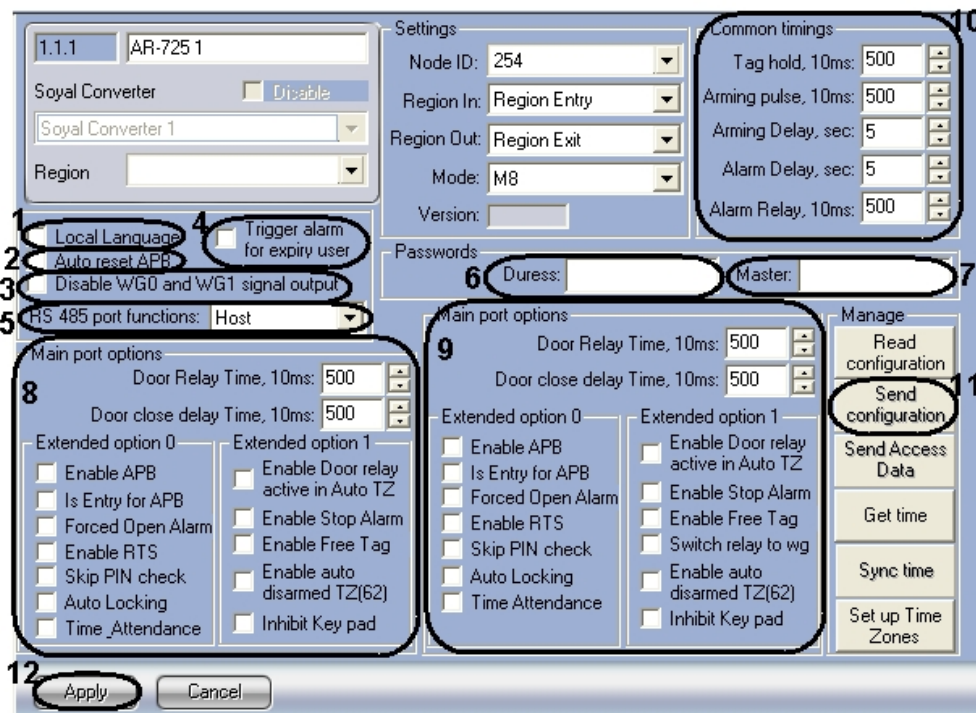 1.1.1 AR-725 1
Soyal Converter Disable
Soyal Converter 1
Region
Settings
Node ID: 254
Region In: Region Entry
Region Out: Region Exit
Mode: M8
Version:
10
Common timings
Tag hold, 10ms: 500
Arming pulse, 10ms: 500
Arming Delay, sec: 5
Alarm Delay, sec: 5
Alarm Relay, 10ms: 500
1 Local Language
2 Auto reset APB
3 Disable WG0 and WG1 signal output
4 Trigger alarm
for expiry user
5 RS 485 port functions: Host
Passwords
6 Duress:
Master: 7
8
Main port options
Door Relay Time, 10ms: 500
Door close delay Time, 10ms: 500
Extended option 0
Enable APB
Is Entry for APB
Forced Open Alarm
Enable RTS
Skip PIN check
Auto Locking
Time_Attendance
Extended option 1
Enable Door relay
active in Auto TZ
Enable Stop Alarm
Enable Free Tag
Enable auto
disarmed TZ(62)
Inhibit Key pad
9
Main port options
Door Relay Time, 10ms: 500
Door close delay Time, 10ms: 500
Extended option 0
Enable APB
Is Entry for APB
Forced Open Alarm
Enable RTS
Skip PIN check
Auto Locking
Time Attendance
Extended option 1
Enable Door relay
active in Auto TZ
Enable Stop Alarm
Enable Free Tag
Switch relay to wg
Enable auto
disarmed TZ(62)
Inhibit Key pad
Manage
Read
configuration
11
Send
configuration
Send Access
Data
Get time
Sync time
Set up Time
Zones
12
Apply Cancel